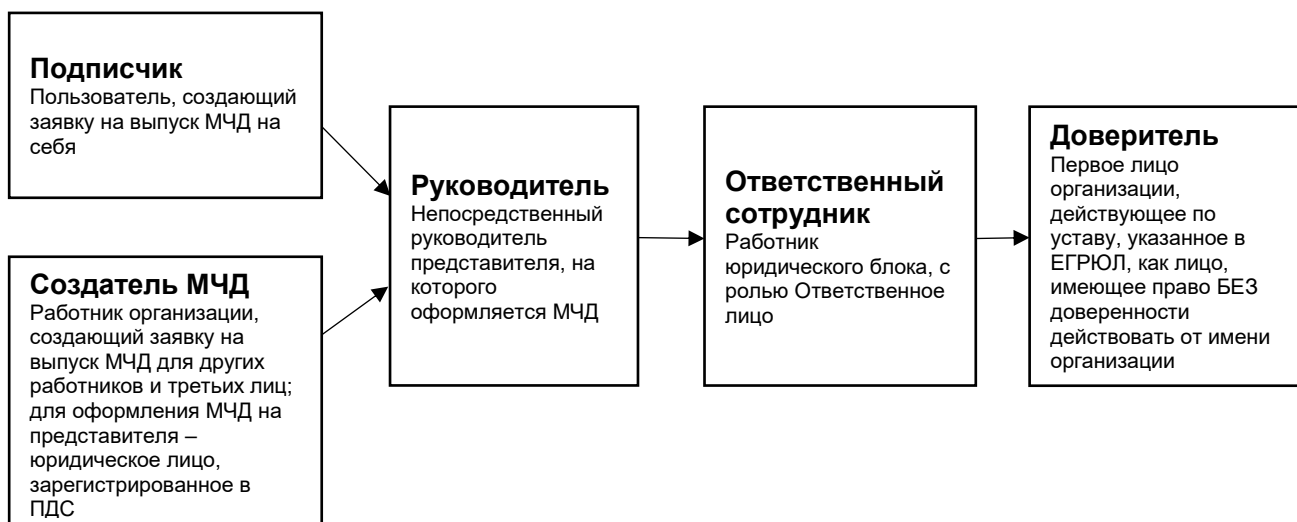 Подписчик
Пользователь, создающий
заявку на выпуск МЧД на
себя
Создатель МЧД
Работник организации,
создающий заявку на
выпуск МЧД для других
работников и третьих лиц;
для оформления МЧД на
представителя –
юридическое лицо,
зарегистрированное в
ПДС
Руководитель
Непосредственный
руководитель
представителя, на
которого
оформляется МЧД
Ответственный
сотрудник
Работник
юридического блока, с
ролью Ответственное
лицо
Доверитель
Первое лицо
организации,
действующее по
уставу, указанное в
ЕГРЮЛ, как лицо,
имеющее право БЕЗ
доверенности
действовать от имени
организации